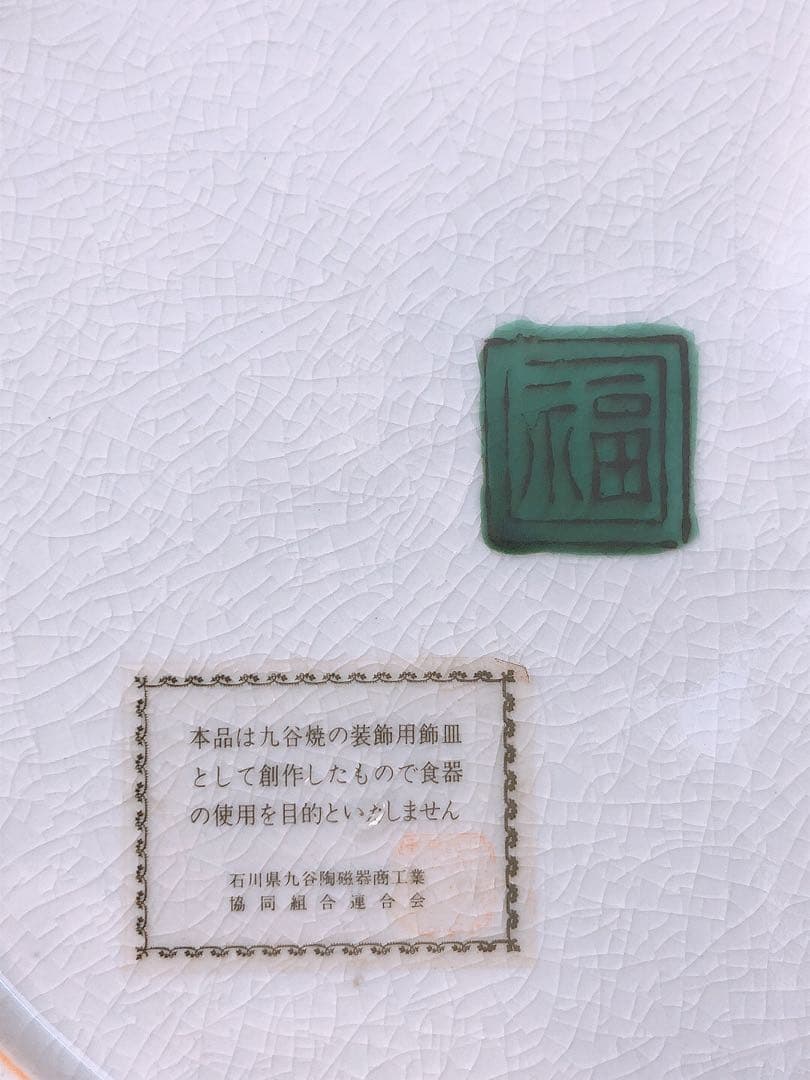 福
本品は九谷焼の装飾用飾皿
として創作したもので食器
の使用を目的といたしません
石川県九谷陶磁器商工業
協同組合連合会